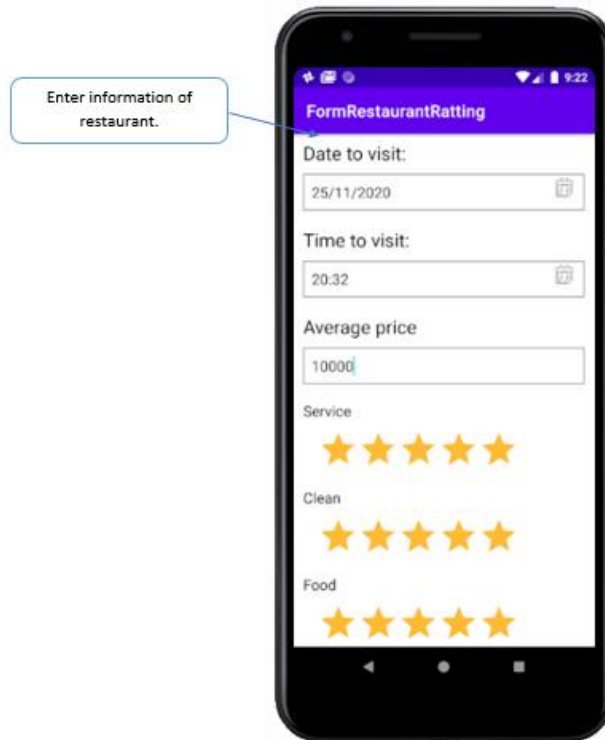 Enter information of
restaurant.
9:22
FormRestaurantRatting
Date to visit:
25/11/2020
Time to visit:
20:32
Average price
10000
Service
Clean
Food